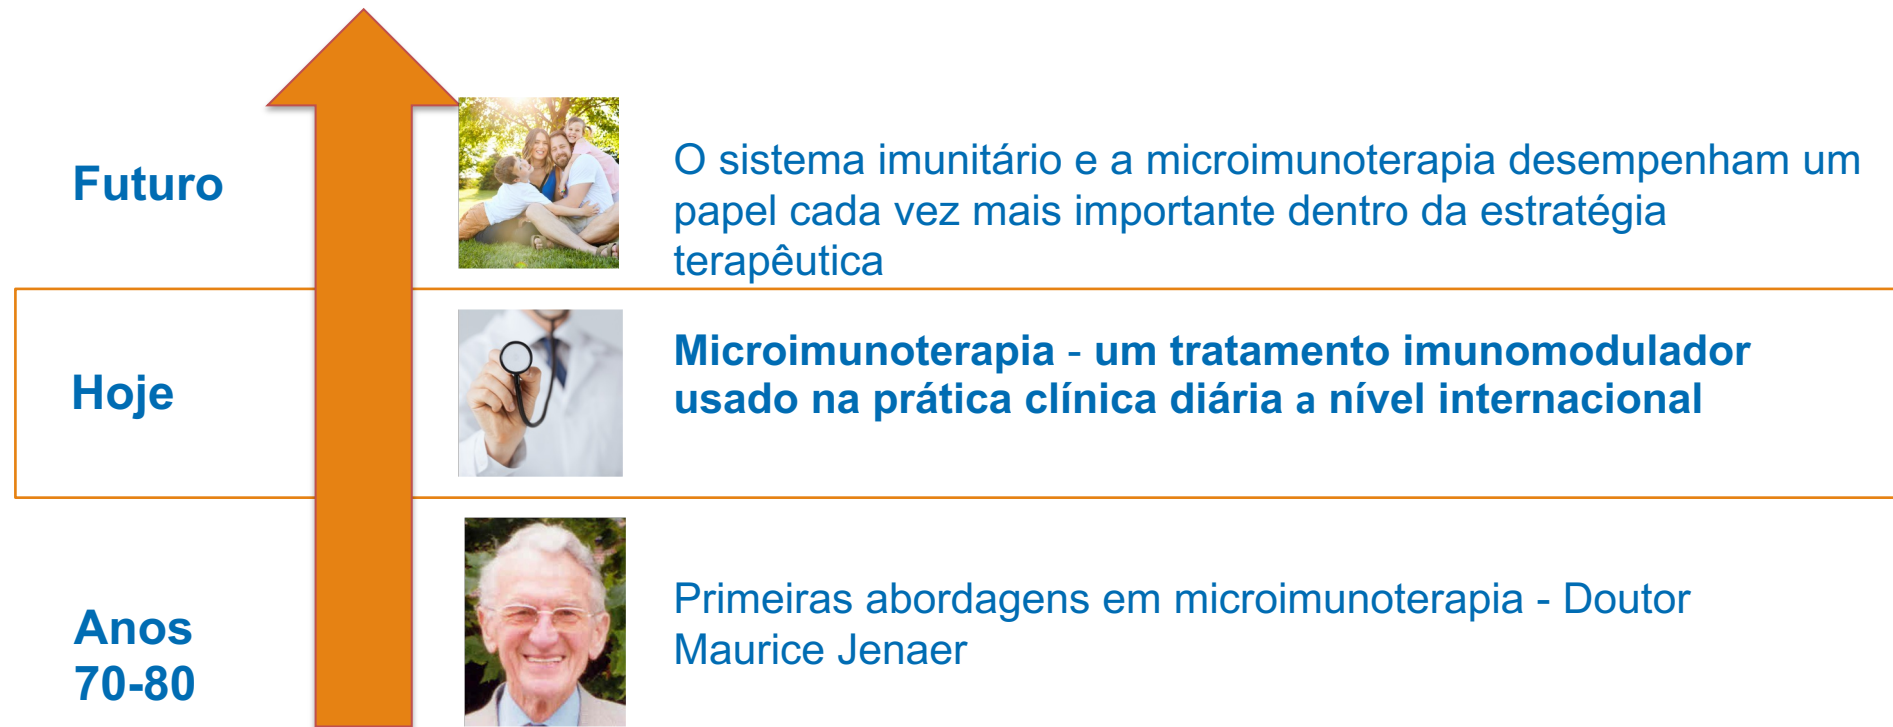 Futuro
O sistema imunitário e a microimunoterapia desempenham um
papel cada vez mais importante dentro da estratégia
terapêutica
Hoje
Microimunoterapia - um tratamento imunomodulador
usado na prática clínica diária a nível internacional
Anos
70-80
Primeiras abordagens em microimunoterapia - Doutor
Maurice Jenaer